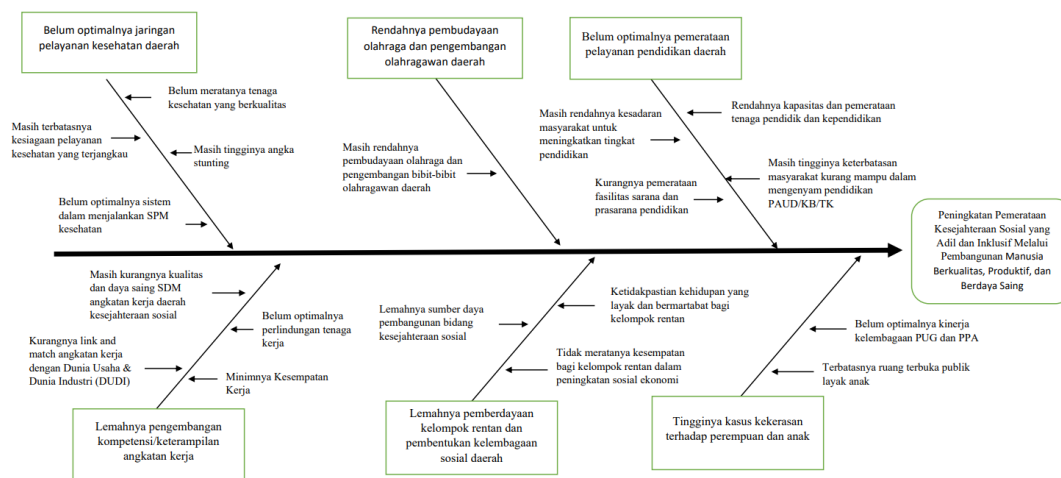 Belum optimalnya jaringan
pelayanan kesehatan daerah
Rendahnya pembudayaan
olahraga dan pengembangan
olahragawan daerah
Belum optimalnya pemerataan
pelayanan pendidikan daerah
Belum meratanya tenaga
kesehatan yang berkualitas
Masih terbatasnya
kesiagaan pelayanan
kesehatan yang terjangkau
Masih tingginya angka
stunting
Belum optimalnya sistem
dalam menjalankan SPM
kesehatan
Masih rendahnya
pembudayaan olahraga dan
pengembangan bibit-bibit
olahragawan daerah
Masih rendahnya kesadaran
masyarakat untuk
meningkatkan tingkat
pendidikan
Rendahnya kapasitas dan pemerataan
tenaga pendidik dan kependidikan
Masih tingginya keterbatasan
masyarakat kurang mampu dalam
mengenyam pendidikan
PAUD/KB/TK
Kurangnya pemerataan
fasilitas sarana dan
prasarana pendidikan
Peningkatan Pemerataan
Kesejahteraan Sosial yang
Adil dan Inklusif Melalui
Pembangunan Manusia
Berkualitas, Produktif, dan
Berdaya Saing
Masih kurangnya kualitas
dan daya saing SDM
angkatan kerja daerah
kesejahteraan sosial
Belum optimalnya
perlindungan tenaga
kerja
Kurangnya link and
match angkatan kerja
dengan Dunia Usaha &
Dunia Industri (DUDI)
Minimnya Kesempatan
Kerja
Lemahnya sumber daya
pembangunan bidang
kesejahteraan sosial
Ketidakpastian kehidupan yang
layak dan bermartabat bagi
kelompok rentan
Tidak meratanya kesempatan
bagi kelompok rentan dalam
peningkatan sosial ekonomi
Belum optimalnya kinerja
kelembagaan PUG dan PPA
Terbatasnya ruang terbuka publik
layak anak
Lemahnya pengembangan
kompetensi/keterampilan
angkatan kerja
Lemahnya pemberdayaan
kelompok rentan dan
pembentukan kelembagaan
sosial daerah
Tingginya kasus kekerasan
terhadap perempuan dan anak